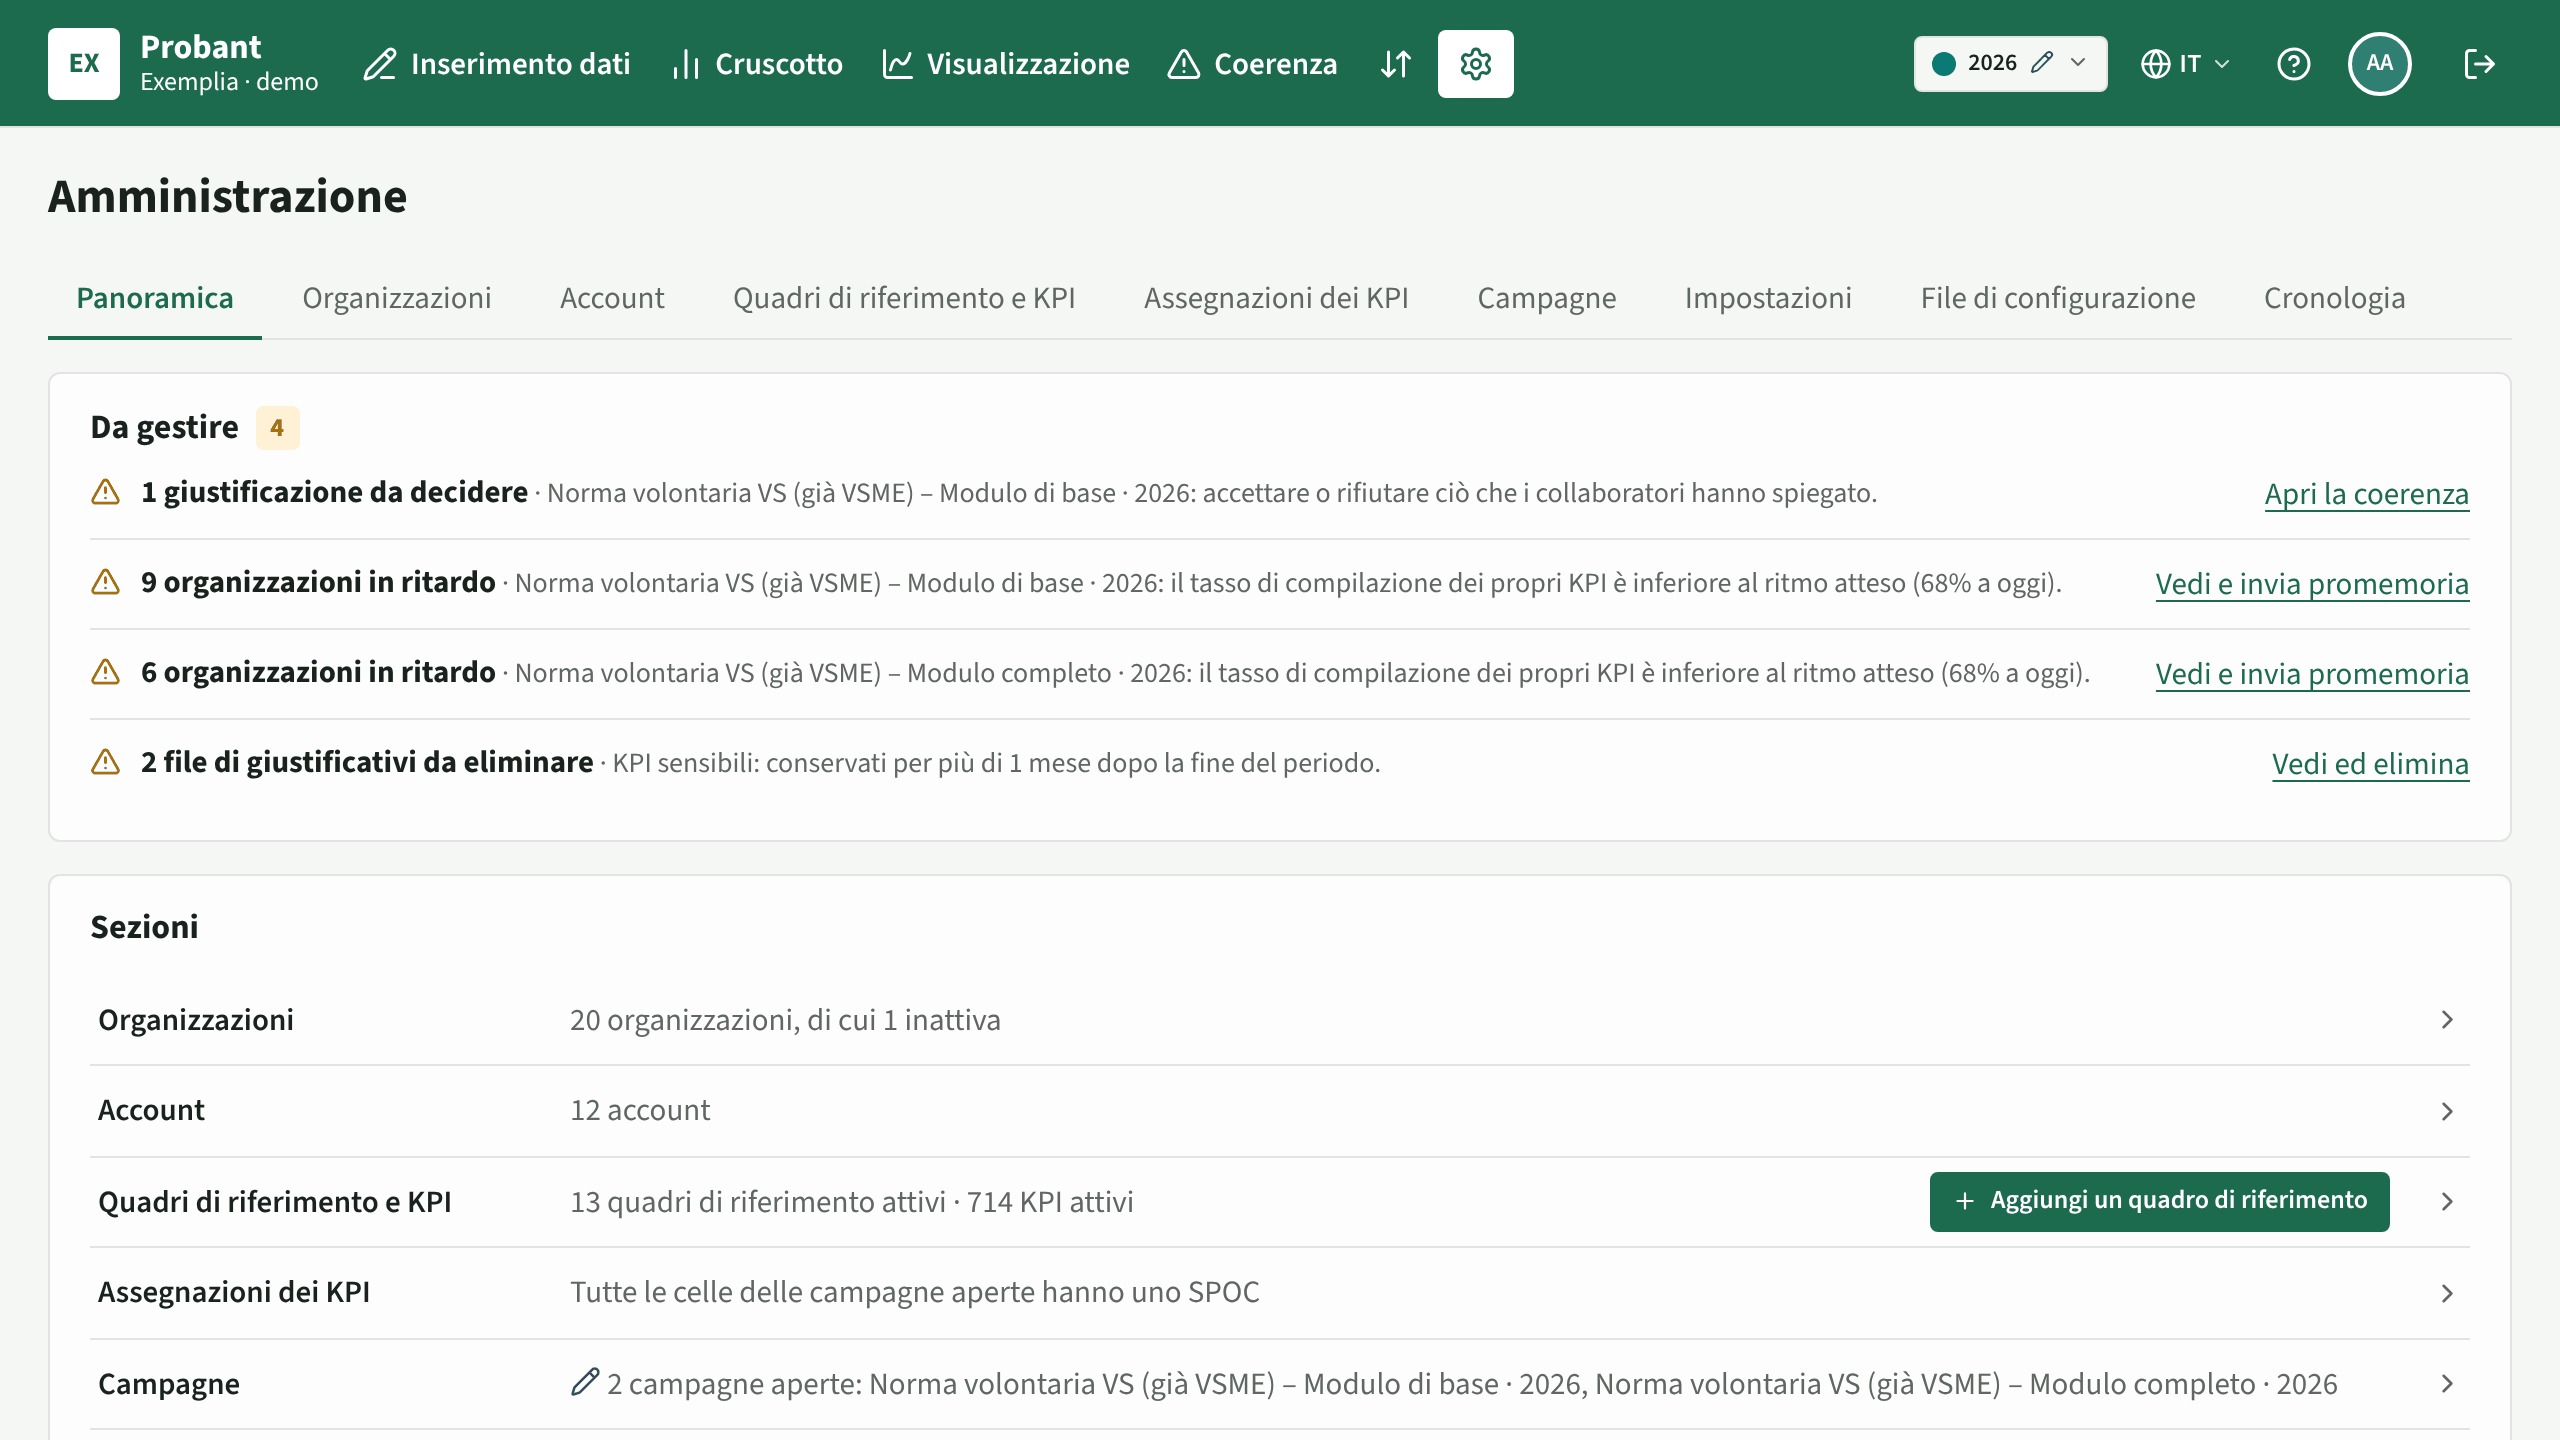 EX
Probant
Exemplia · demo
Inserimento dati
Cruscotto
Visualizzazione
Coerenza
2026
IT
AA
Amministrazione
Panoramica
Organizzazioni
Account
Quadri di riferimento e KPI
Assegnazioni dei KPI
Campagne
Impostazioni
File di configurazione
Cronologia
Da gestire 4
1 giustificazione da decidere · Norma volontaria VS (già VSME) – Modulo di base · 2026: accettare o rifiutare ciò che i collaboratori hanno spiegato. Apri la coerenza
9 organizzazioni in ritardo · Norma volontaria VS (già VSME) – Modulo di base · 2026: il tasso di compilazione dei propri KPI è inferiore al ritmo atteso (68% a oggi). Vedi e invia promemoria
6 organizzazioni in ritardo · Norma volontaria VS (già VSME) – Modulo completo · 2026: il tasso di compilazione dei propri KPI è inferiore al ritmo atteso (68% a oggi). Vedi e invia promemoria
2 file di giustificativi da eliminare · KPI sensibili: conservati per più di 1 mese dopo la fine del periodo. Vedi ed elimina
Sezioni
Organizzazioni 20 organizzazioni, di cui 1 inattiva
Account 12 account
Quadri di riferimento e KPI 13 quadri di riferimento attivi · 714 KPI attivi + Aggiungi un quadro di riferimento
Assegnazioni dei KPI Tutte le celle delle campagne aperte hanno uno SPOC
Campagne 2 campagne aperte: Norma volontaria VS (già VSME) – Modulo di base · 2026, Norma volontaria VS (già VSME) – Modulo completo · 2026